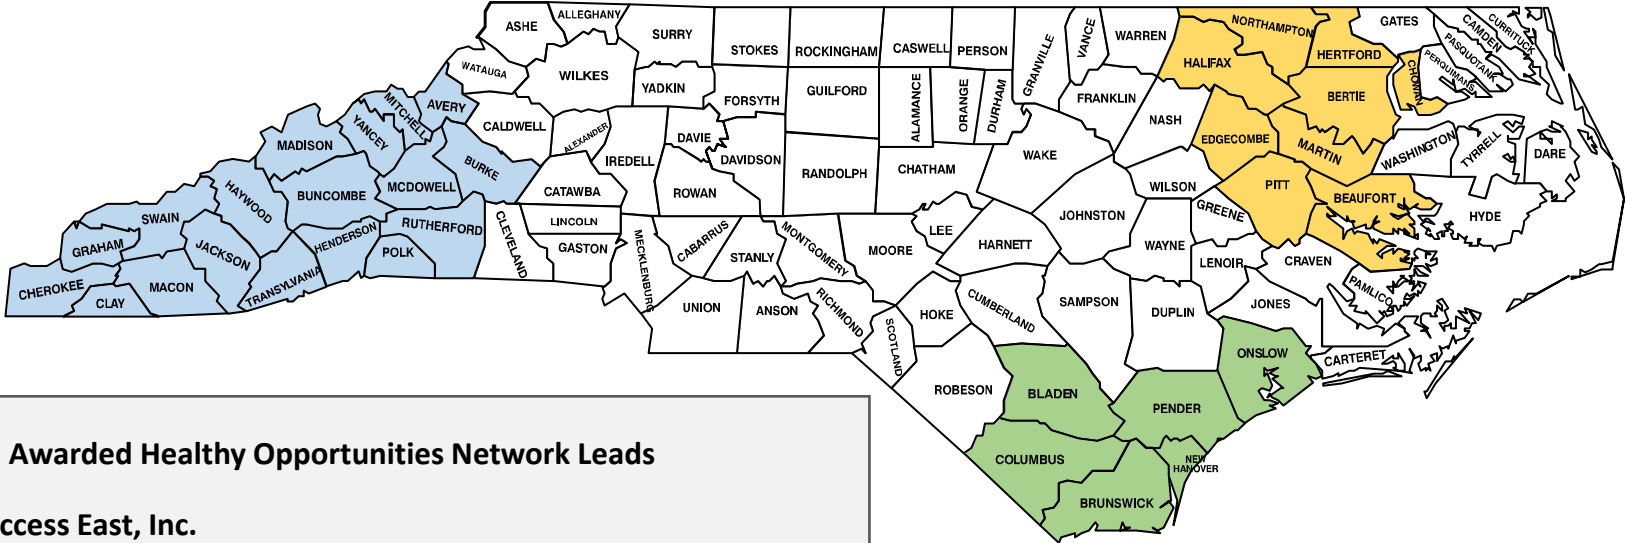 ASHE
ALLEGHANY
SURRY
STOKES
ROCKINGHAM
CASWELL
PERSON
GRANVILLE
VANCE
WARREN
NORTHAMPTON
GATES
CAMDEN
CURRITUCK
PASQUOTANK
PERQUIMANS
HERTFORD
HALIFAX
CHOWAN
BERTIE
WATAUGA
WILKES
YADKIN
FORSYTH
GUILFORD
ALAMANCE
ORANGE
DURHAM
FRANKLIN
NASH
EDGECOMBE
MARTIN
WASHINGTON
TYRRELL
DARE
AVERY
MITCHELL
YANCEY
MADISON
CALDWELL
ALEXANDER
IREDELL
DAVIE
DAVIDSON
RANDOLPH
CHATHAM
WAKE
WILSON
PITT
BEAUFORT
HYDE
BURKE
MCDOWELL
BUNCOMBE
HAYWOOD
CATAWBA
ROWAN
LINCOLN
GASTON
CLEVELAND
RUTHERFORD
POLK
HENDERSON
TRANSYLVANIA
JACKSON
SWAIN
GRAHAM
CHEROKEE
CLAY
MACON
MECKLENBURG
CABARRUS
STANLY
MONTGOMERY
MOORE
LEE
HARNETT
JOHNSTON
WAYNE
GREENE
LENOIR
CRAVEN
PAMLICO
JONES
UNION
ANSON
RICHMOND
SCOTLAND
HOKE
CUMBERLAND
SAMPSON
DUPLIN
ONSLOW
CARTERET
ROBESON
BLADEN
PENDER
COLUMBUS
NEW
HANOVER
BRUNSWICK
Awarded Healthy Opportunities Network Leads
ccess East, Inc.